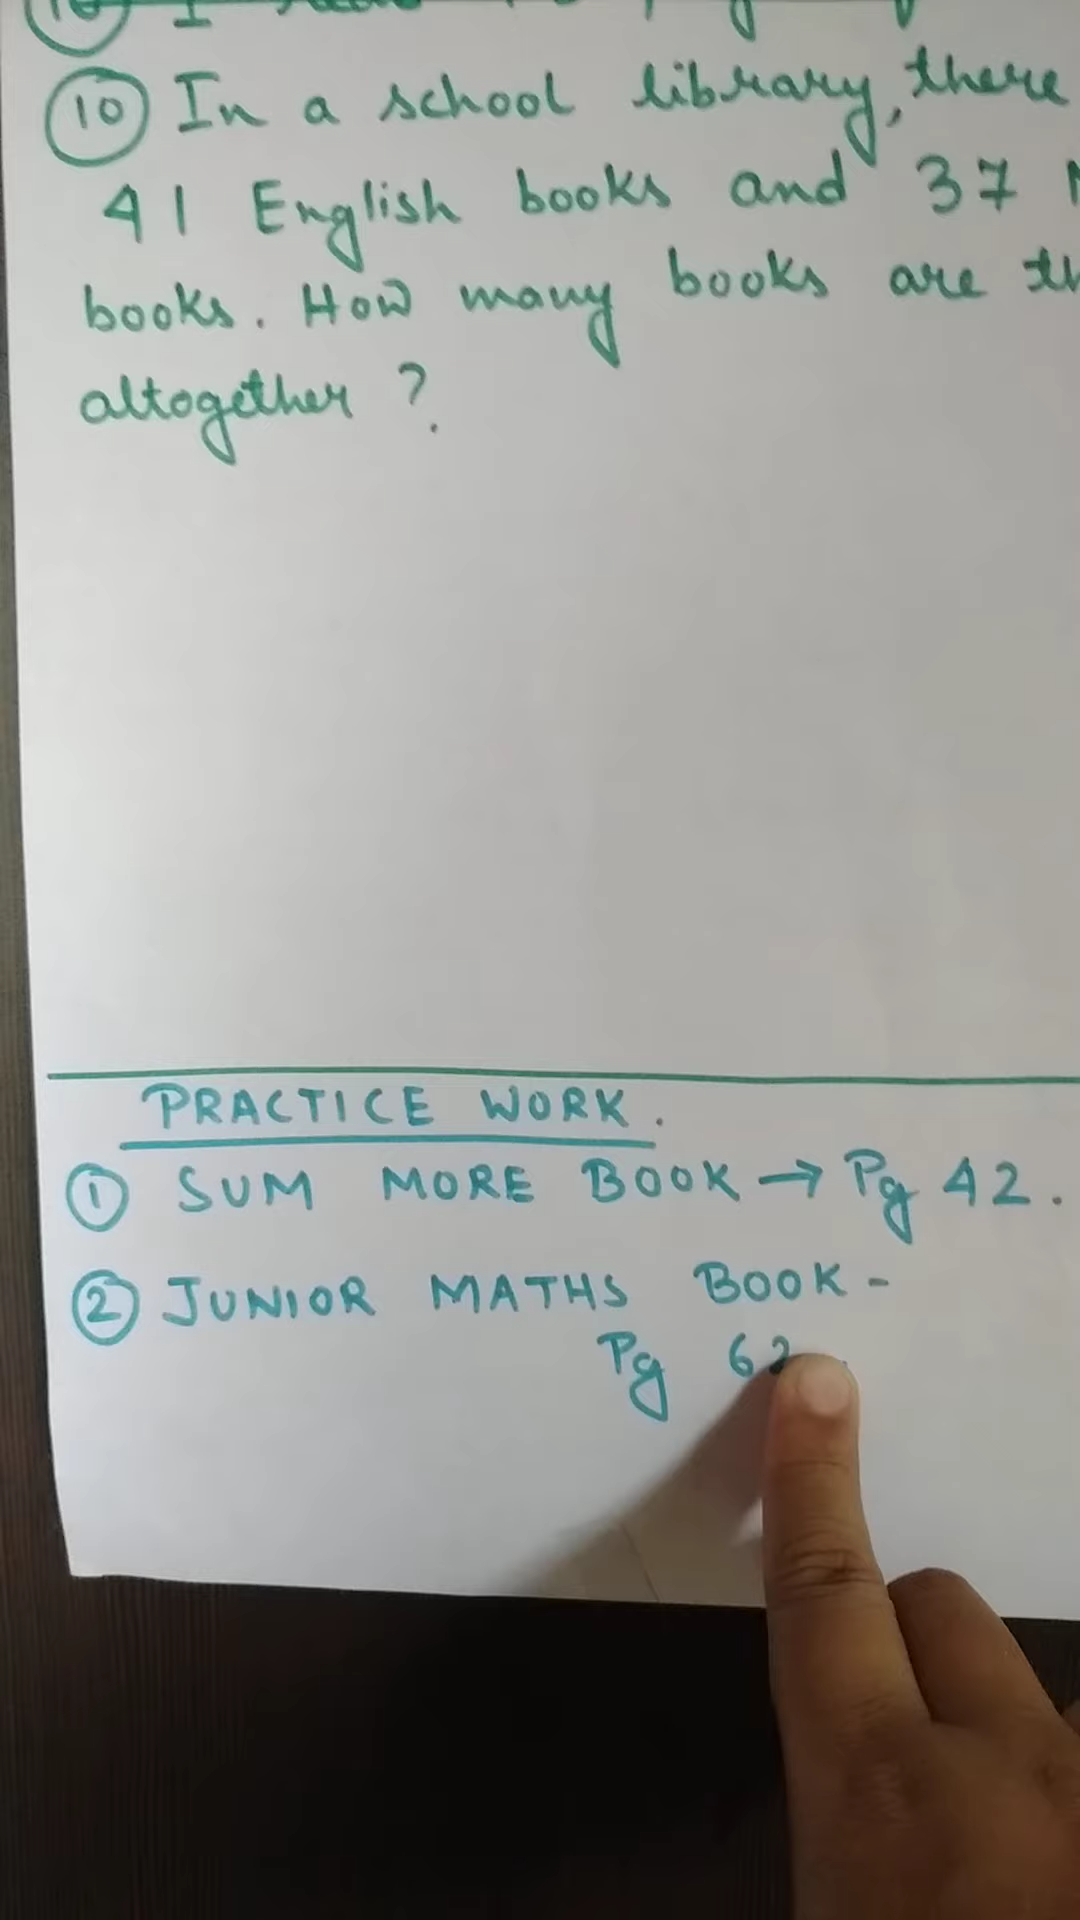 10 In a school library, there
41 English books and 37
books. How many books are
altogether ?
PRACTICE WORK.
1 SUM MORE BOOK → Pg 42.
2 JUNIOR MATHS BOOK -
Pg